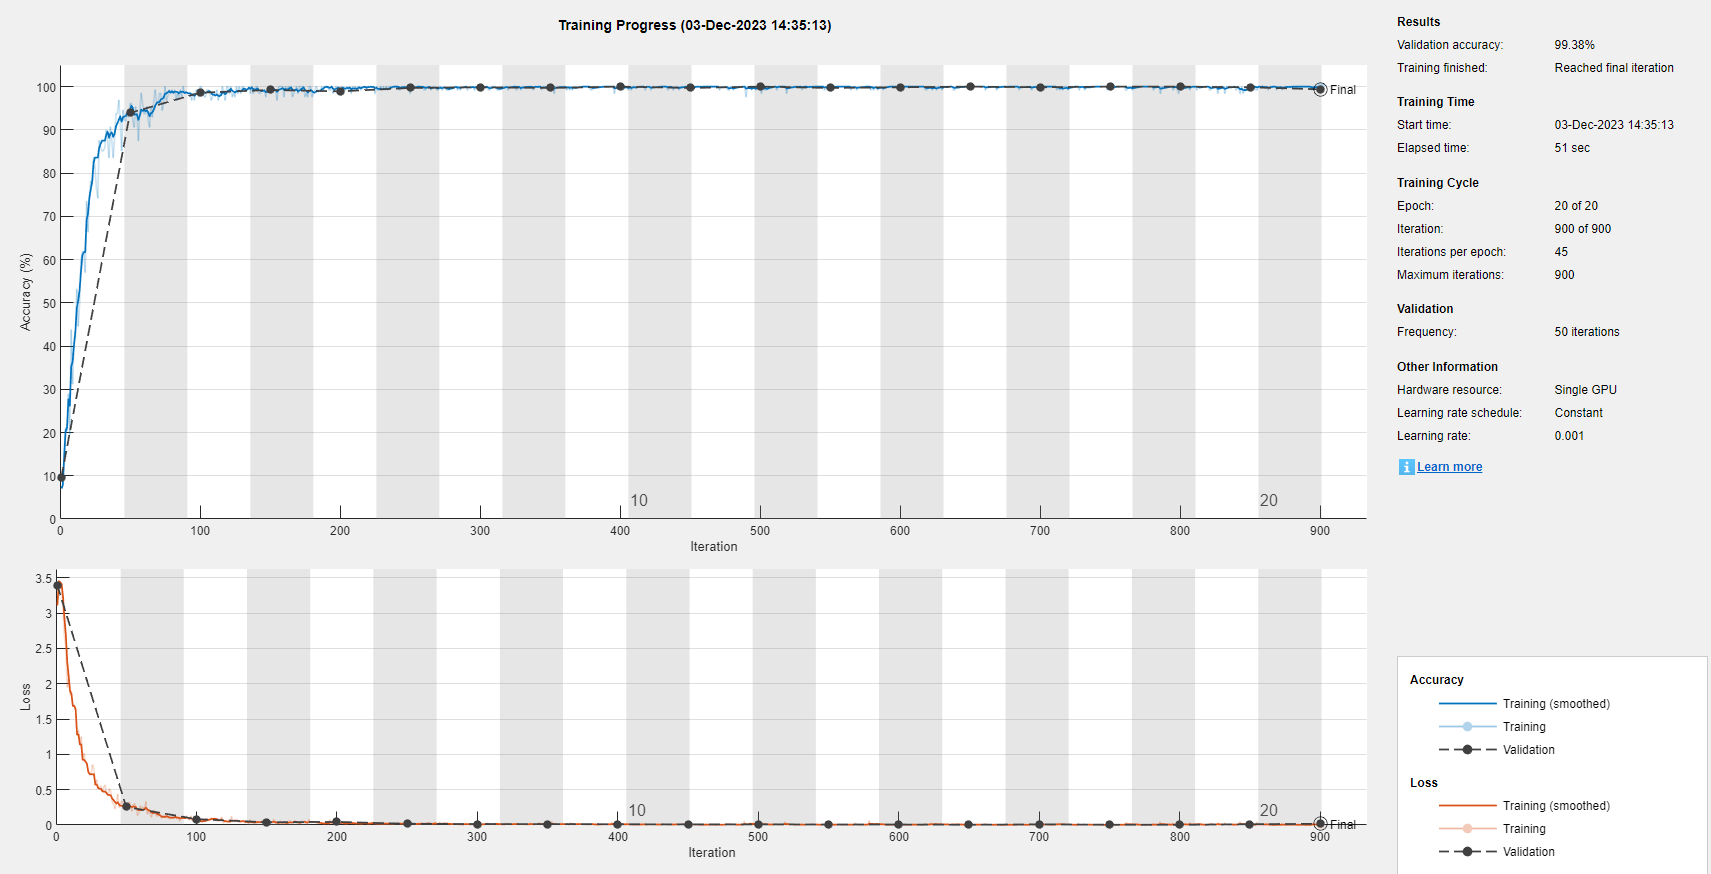 Training Progress (03-Dec-2023 14:35:13)
100
90
80
70
60
50
40
30
20
10
0
Accuracy (%)
10
20
Final
0 100 200 300 400 500 600 700 800 900
Iteration
3.5
3
2.5
2
1.5
1
0.5
0
Loss
10
20
Final
0 100 200 300 400 500 600 700 800 900
Iteration
Results
Validation accuracy: 99.38%
Training finished: Reached final iteration
Training Time
Start time: 03-Dec-2023 14:35:13
Elapsed time: 51 sec
Training Cycle
Epoch: 20 of 20
Iteration: 900 of 900
Iterations per epoch: 45
Maximum iterations: 900
Validation
Frequency: 50 iterations
Other Information
Hardware resource: Single GPU
Learning rate schedule: Constant
Learning rate: 0.001
i Learn more
Accuracy
Training (smoothed)
Training
Validation
Loss
Training (smoothed)
Training
Validation